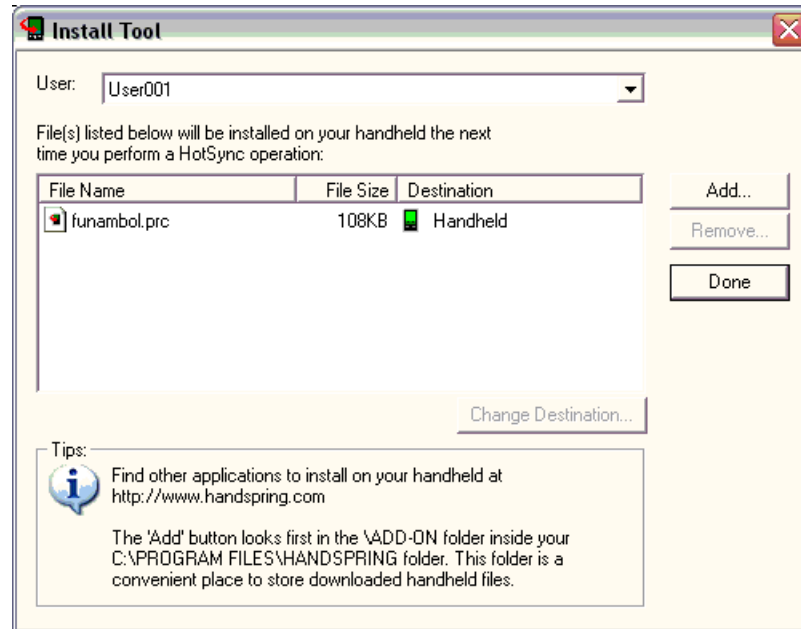 Install Tool
User: User001
File(s) listed below will be installed on your handheld the next
time you perform a HotSync operation:
File Name File Size Destination
funambol.prc 108KB Handheld
Add...
Remove...
Done
Change Destination...
Tips:
Find other applications to install on your handheld at
http://www.handspring.com
The 'Add' button looks first in the \ADD-ON folder inside your
C:\PROGRAM FILES\HANDSPRING folder. This folder is a
convenient place to store downloaded handheld files.